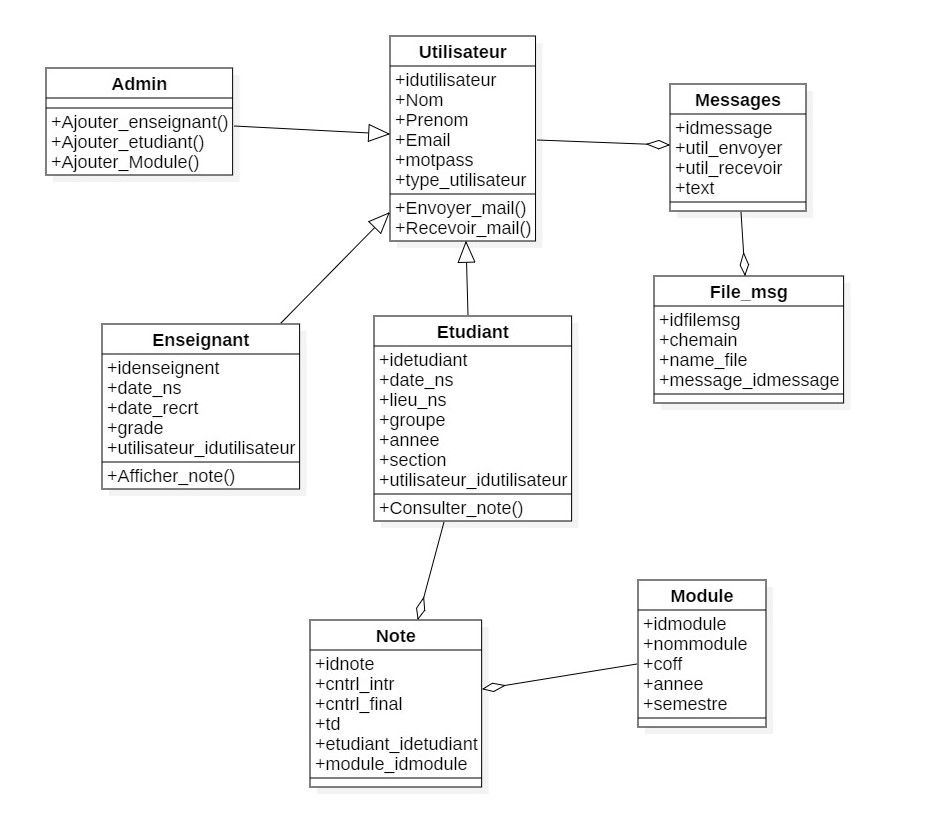 Utilisateur
+idutilisateur
+Nom
+Prenom
+Email
+motpass
+type_utilisateur
+Envoyer_mail()
+Recevoir_mail()
Admin
+Ajouter_enseignant()
+Ajouter_etudiant()
+Ajouter_Module()
Messages
+idmessage
+util_envoyer
+util_recevoir
+text
File_msg
+idfilemsg
+chemain
+name_file
+message_idmessage
Enseignant
+idenseignent
+date_ns
+date_recrt
+grade
+utilisateur_idutilisateur
+Afficher_note()
Etudiant
+idetudiant
+date_ns
+lieu_ns
+groupe
+annee
+section
+utilisateur_idutilisateur
+Consulter_note()
Note
+idnote
+cntrl_intr
+cntrl_final
+td
+etudiant_idetudiant
+module_idmodule
Module
+idmodule
+nommodule
+coff
+annee
+semestre